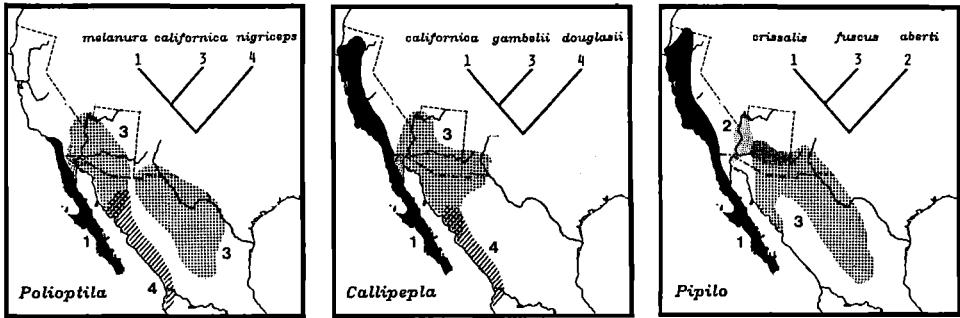 melanura californica nigriceps
1 3 4
3
1
3
4
Polioptila
californica gambelii douglasii
1 3 4
3
1
4
Callipepla
crissalis fuscus aberti
1 3 2
2
3
1
Pipilo